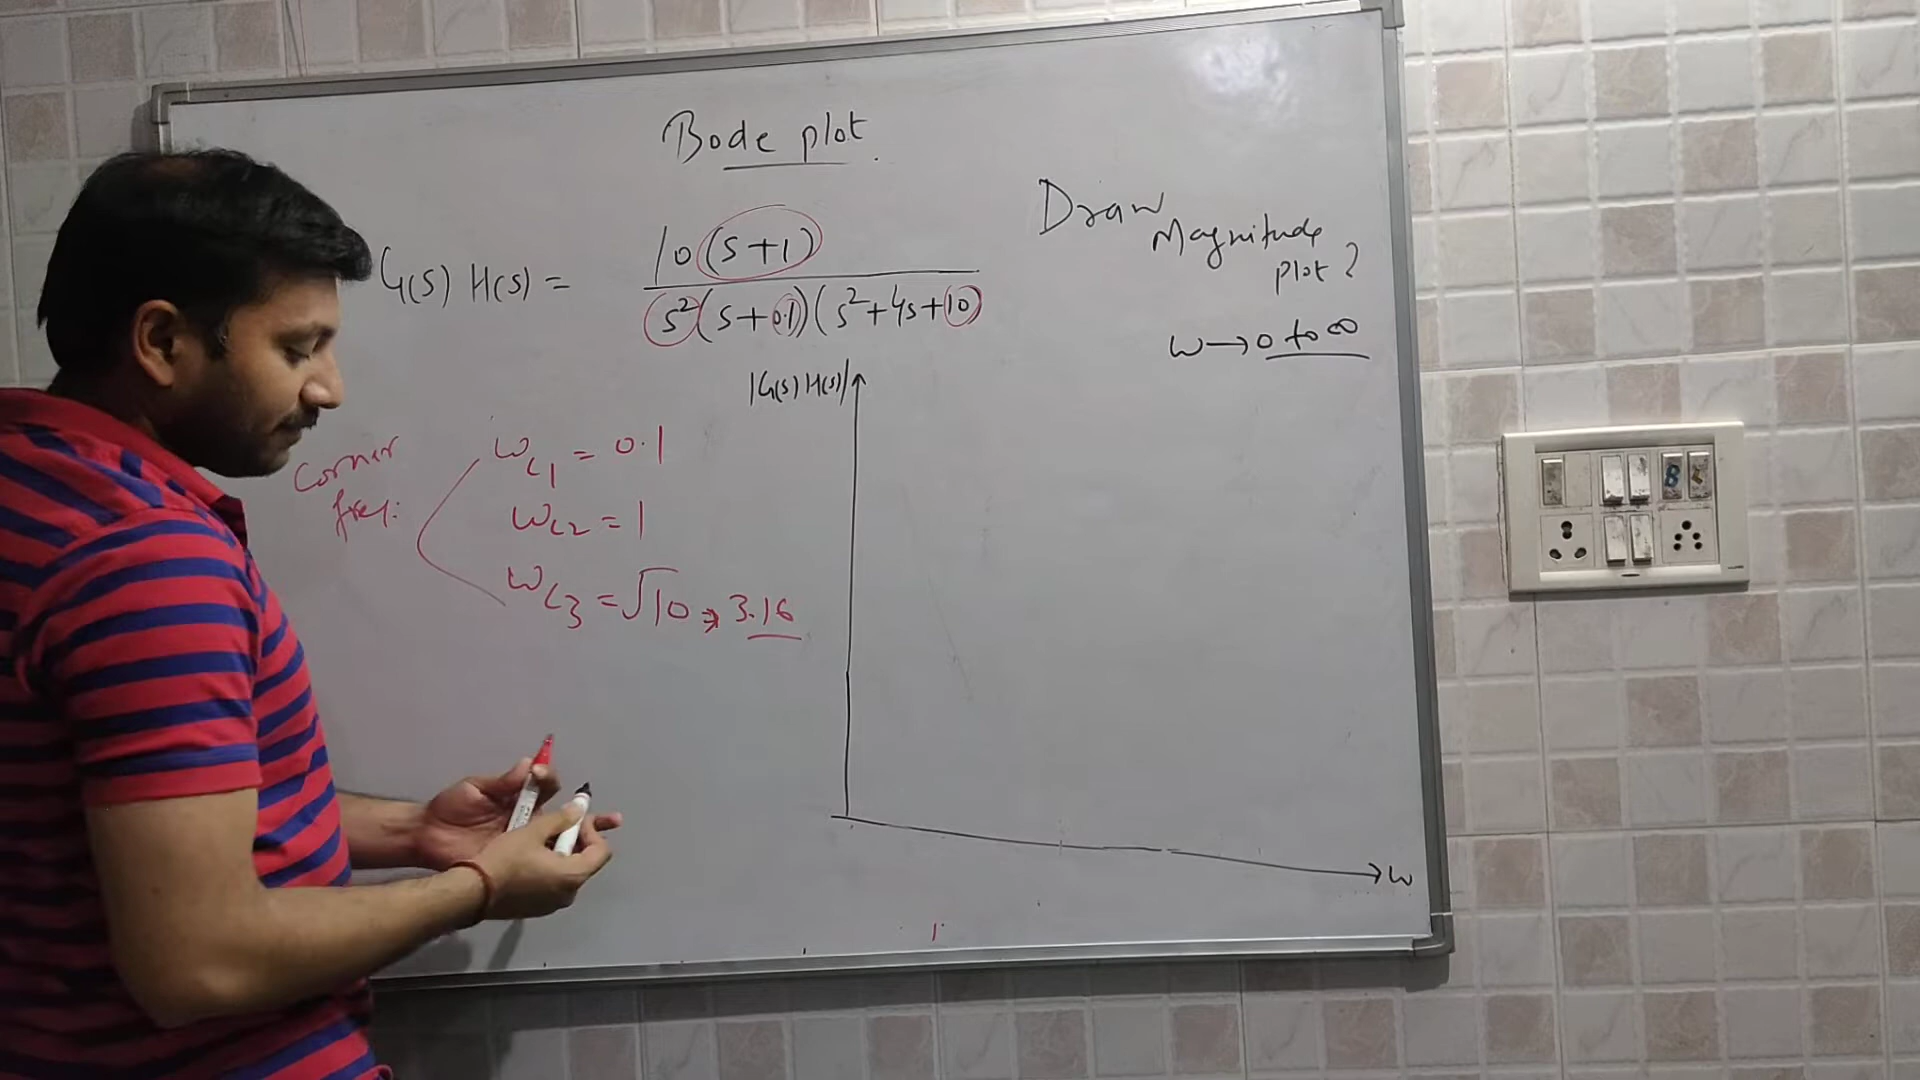 Bode plot.
G(s) H(s) = 10(s+1) / s²(s+0.1)(s²+4s+10)
Draw
Magnitude
plot?
ω→0 to ∞
|G(s) H(s)|
Corner
freq:
ωc1 = 0.1
ωc2 = 1
ωc3 = √10 → 3.16
ω